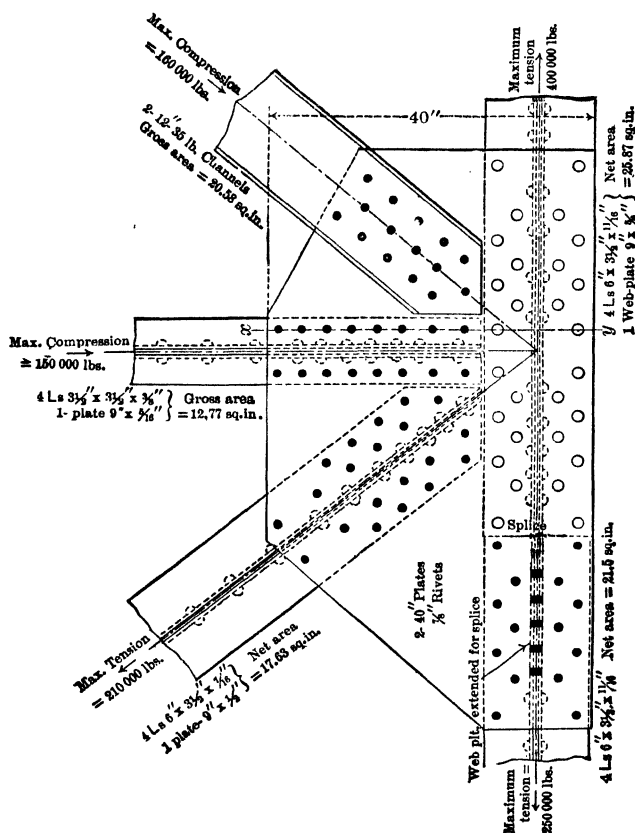 Max. Compression
= 160 000 lbs.
2- 12"- 35 lb. Channels
Gross area = 20.58 sq.in.
40"
Maximum
tension
400 000 lbs.
4 Ls 6" x 3½" x 11/16" } Net area
1 Web-plate 9" x ⅜" } = 25.87 sq.in.
x
y
Max. Compression
= 150 000 lbs.
4 Ls 3½" x 3½" x ⅜" } Gross area
1- plate 9" x 5/16" } = 12,77 sq.in.
Splice
2-40" Plates
⅞" Rivets
Web plt. extended for splice
4 Ls 6" x 3½" x 11/16" Net area = 21.5 sq.in.
Max. Tension
= 210 000 lbs.
4 Ls 6" x 3½" x 7/16" } Net area
1 plate- 9" x ½" } = 17.63 sq.in.
Maximum
tension =
250 000 lbs.